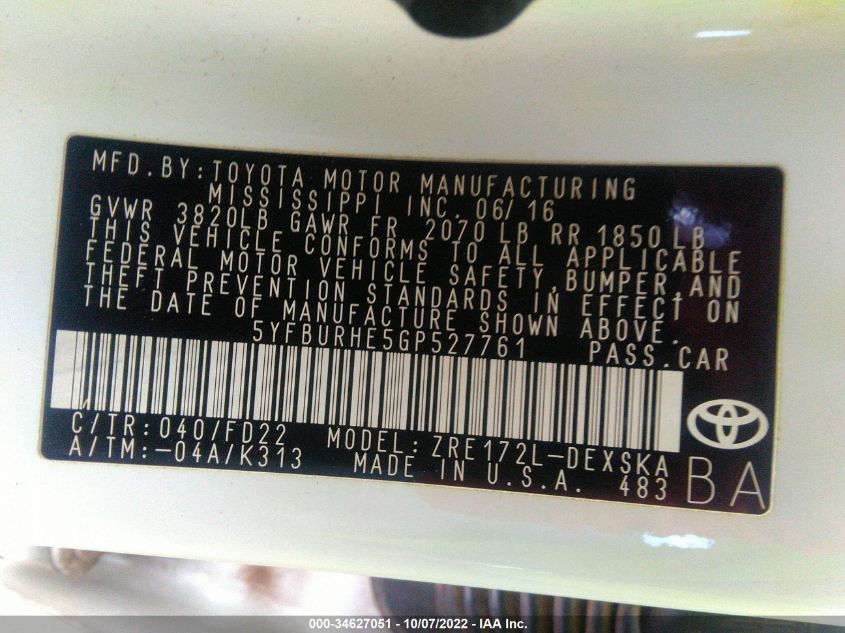 MFD.BY:TOYOTA MOTOR MANUFACTURING
MISSISSIPPI INC. 06/16
GVWR 3820LB GAWR FR 2070 LB RR 1850 LB
THIS VEHICLE CONFORMS TO ALL APPLICABLE
FEDERAL MOTOR VEHICLE SAFETY,BUMPER,AND
THEFT PREVENTION STANDARDS IN EFFECT ON
THE DATE OF MANUFACTURE SHOWN ABOVE.
5YFBURHE5GP527761 PASS.CAR
C/TR:040/FD22 MODEL:ZRE172L-DEXSKA
A/TM:-04A/K313 MADE IN U.S.A. 483
BA
000-34627051 - 10/07/2022 - IAA Inc.